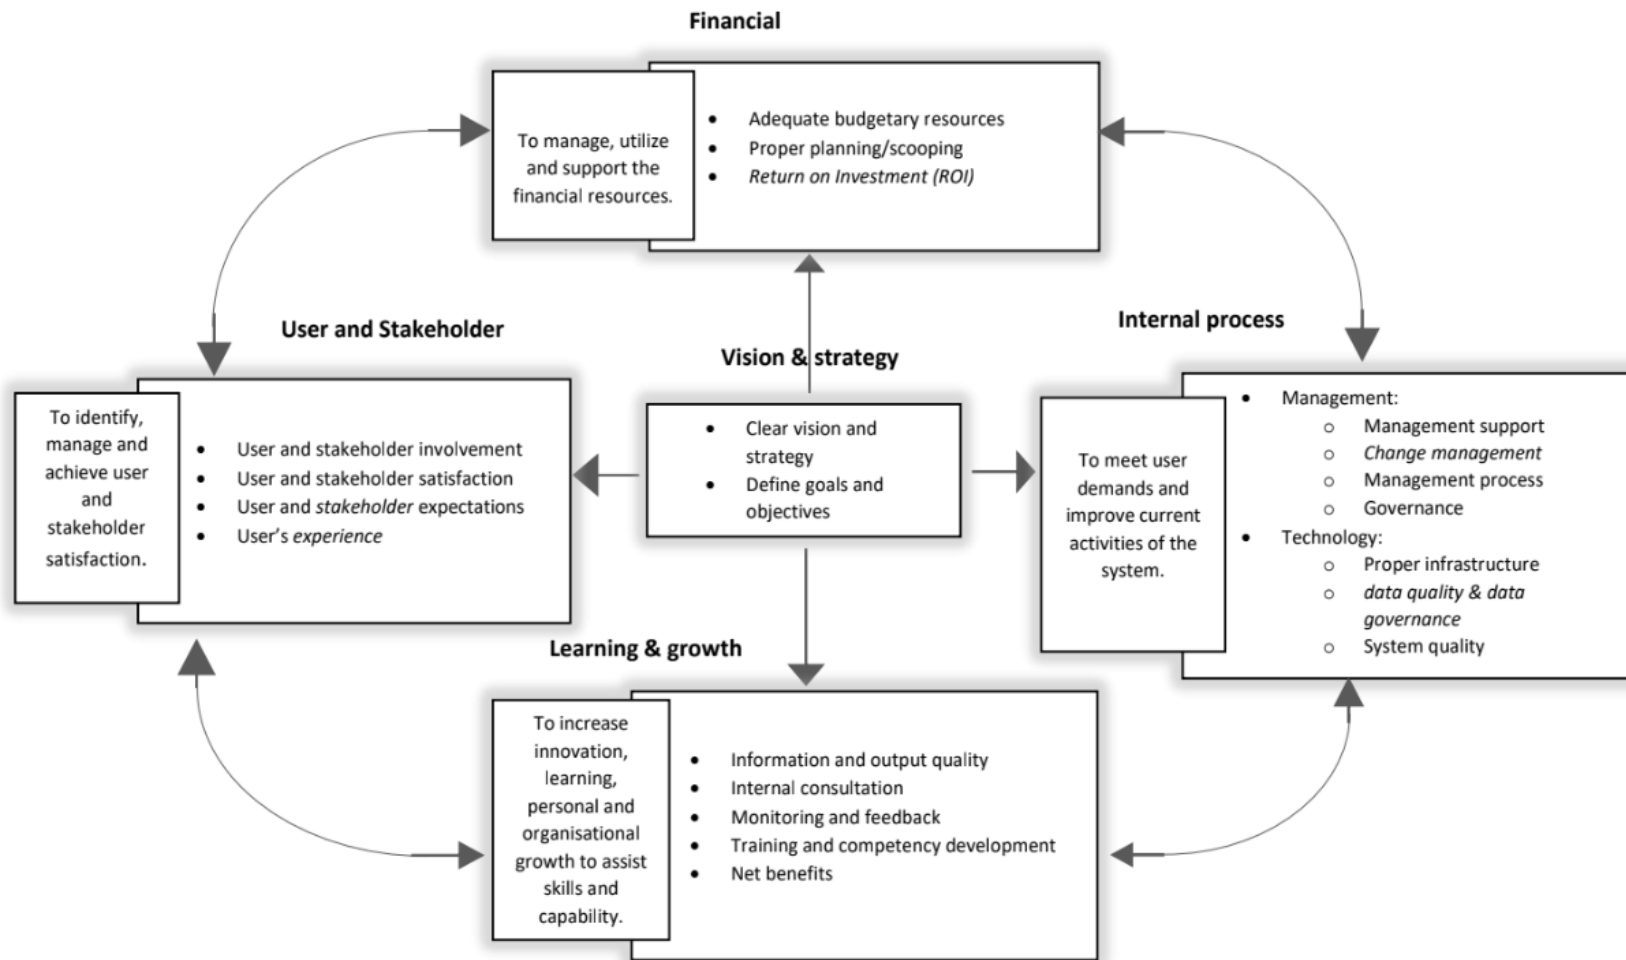 Financial
To manage, utilize
and support the
financial resources.
• Adequate budgetary resources
• Proper planning/scooping
• Return on Investment (ROI)
User and Stakeholder
To identify,
manage and
achieve user
and
stakeholder
satisfaction.
• User and stakeholder involvement
• User and stakeholder satisfaction
• User and stakeholder expectations
• User's experience
Vision & strategy
• Clear vision and
strategy
• Define goals and
objectives
Internal process
To meet user
demands and
improve current
activities of the
system.
• Management:
o Management support
o Change management
o Management process
o Governance
• Technology:
o Proper infrastructure
o data quality & data
governance
o System quality
Learning & growth
To increase
innovation,
learning,
personal and
organisational
growth to assist
skills and
capability.
• Information and output quality
• Internal consultation
• Monitoring and feedback
• Training and competency development
• Net benefits